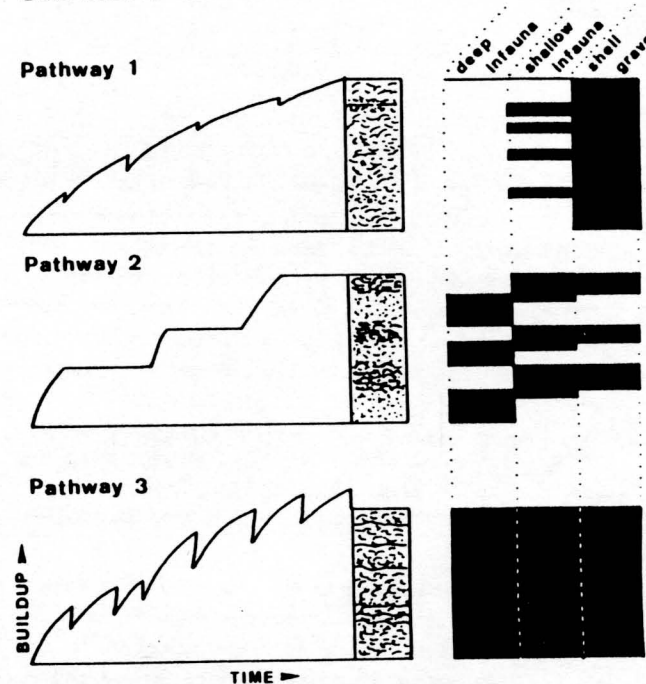 deep
Infauna
shallow
Infauna
shell
grave
Pathway 1
Pathway 2
Pathway 3
BUILDUP
TIME